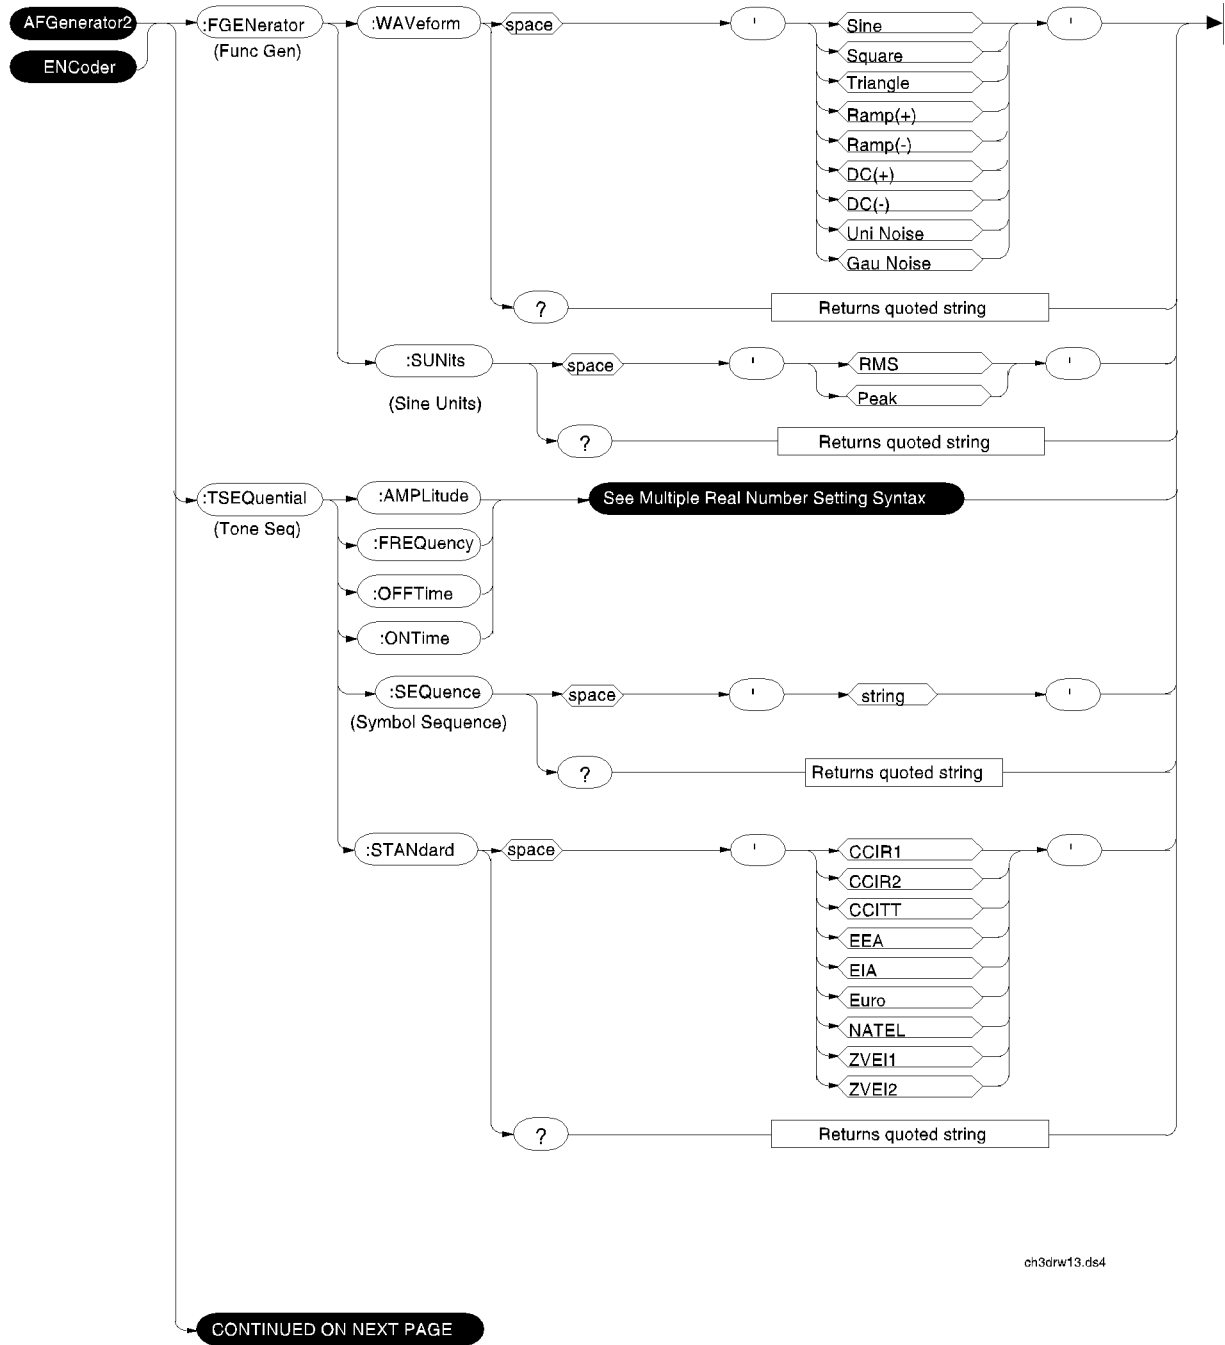 AFGenerator2 :FGENerator :WAVeform space ' Sine '
(Func Gen) Square
ENCoder Triangle
Ramp(+)
Ramp(-)
DC(+)
DC(-)
Uni Noise
Gau Noise
? Returns quoted string
:SUNits space ' RMS '
(Sine Units) Peak
? Returns quoted string
:TSEQuential :AMPLitude See Multiple Real Number Setting Syntax
(Tone Seq)
:FREQuency
:OFFTime
:ONTime
:SEQuence space ' string '
(Symbol Sequence)
? Returns quoted string
:STANdard space ' CCIR1 '
CCIR2
CCITT
EEA
EIA
Euro
NATEL
ZVEI1
ZVEI2
? Returns quoted string
ch3drw13.ds4
CONTINUED ON NEXT PAGE